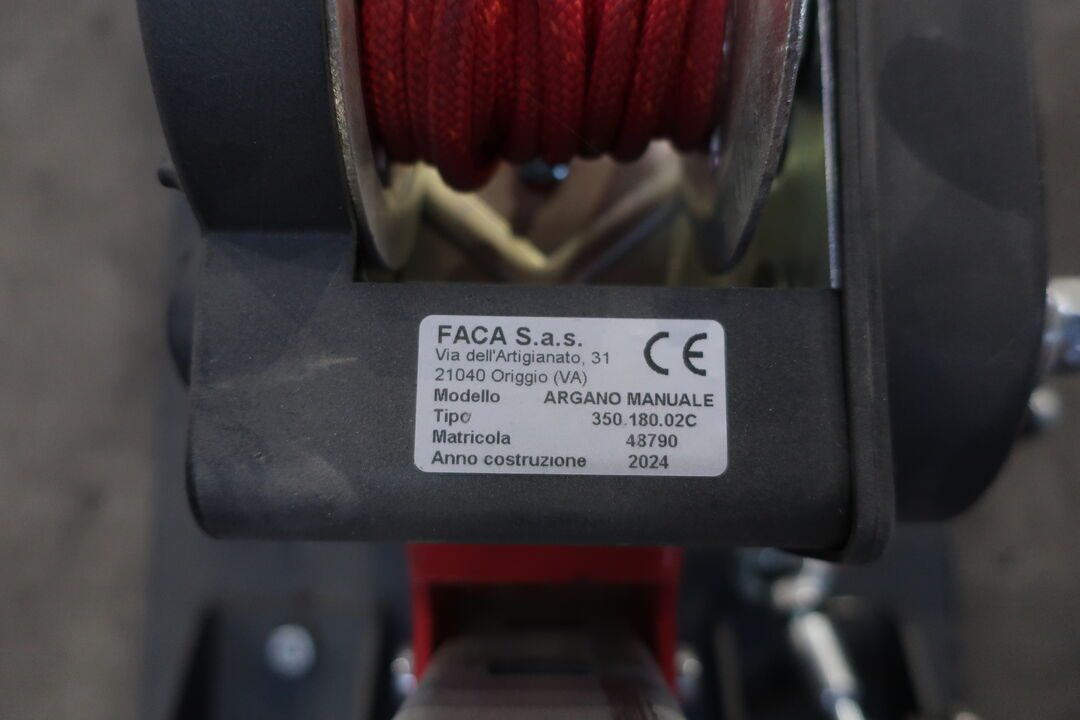 FACA S.a.s.
Via dell'Artigianato, 31
21040 Origgio (VA)
CE
Modello ARGANO MANUALE
Tipo 350.180.02C
Matricola 48790
Anno costruzione 2024